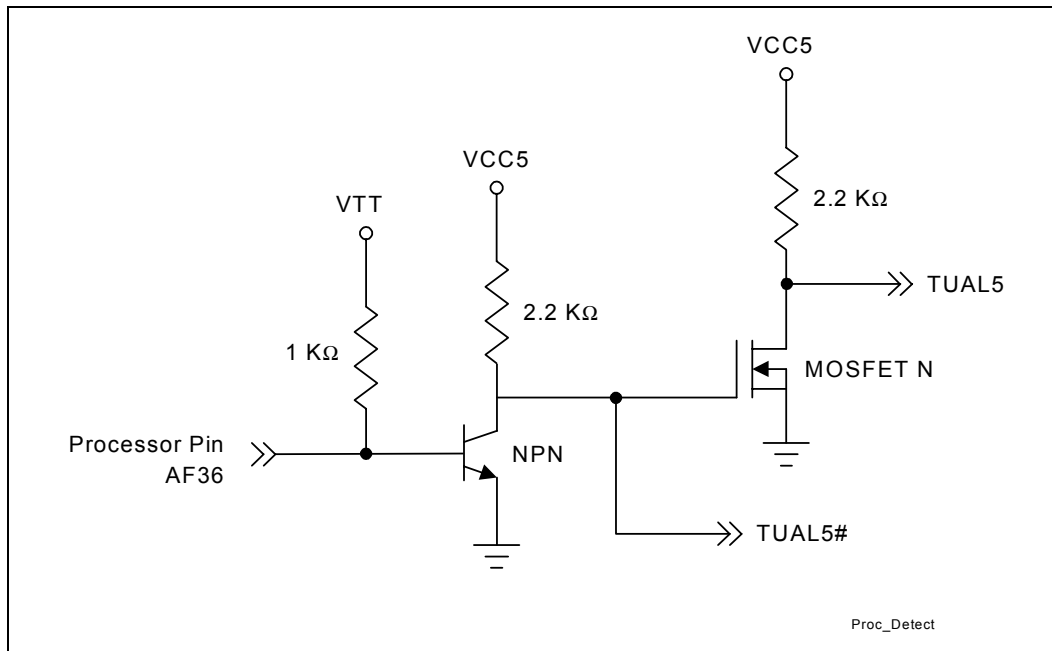 VCC5
VCC5
2.2 KΩ
VTT
TUAL5
2.2 KΩ
1 KΩ
MOSFET N
Processor Pin
AF36
NPN
TUAL5#
Proc_Detect